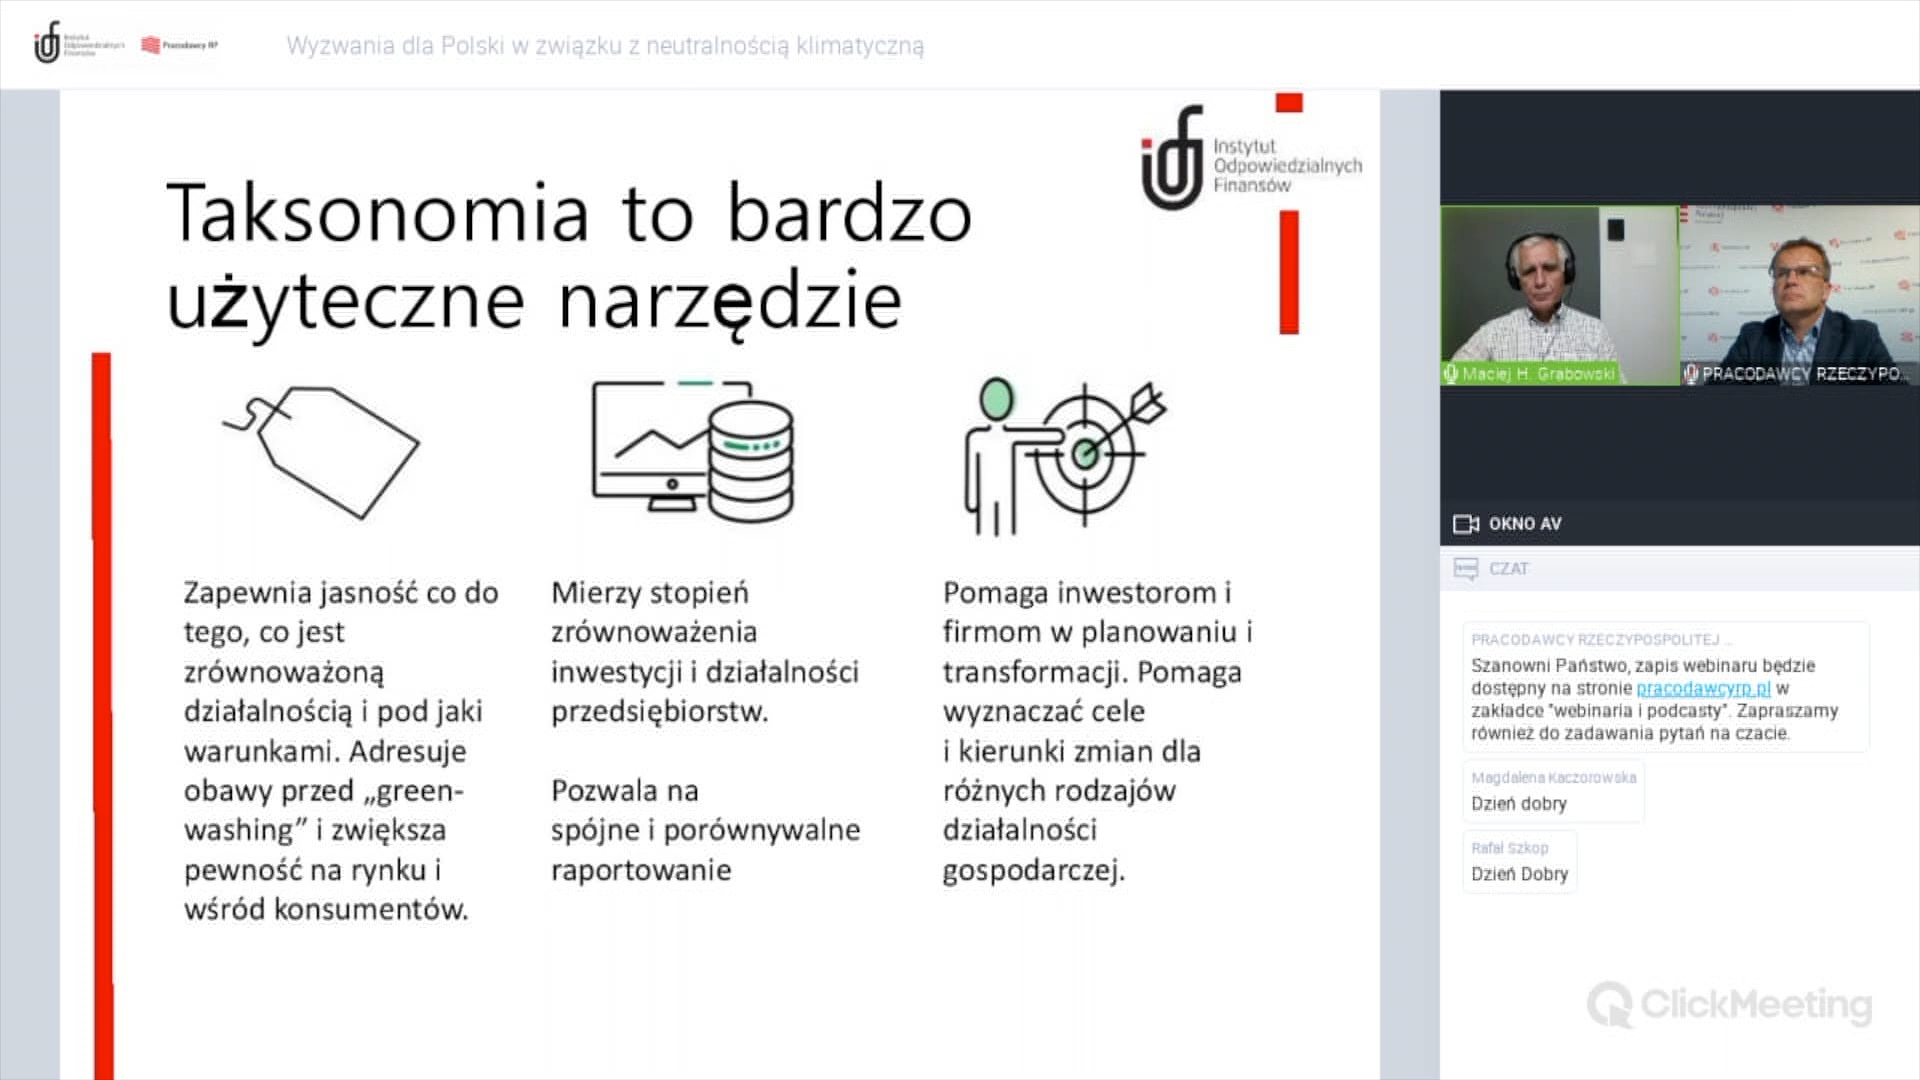 Instytut
Odpowiedzialnych
Finansów
Pracodawcy RP
Wyzwania dla Polski w związku z neutralnością klimatyczną
Instytut
Odpowiedzialnych
Finansów
Taksonomia to bardzo
użyteczne narzędzie
Zapewnia jasność co do
tego, co jest
zrównoważoną
działalnością i pod jaki
warunkami. Adresuje
obawy przed „green-
washing” i zwiększa
pewność na rynku i
wśród konsumentów.
Mierzy stopień
zrównoważenia
inwestycji i działalności
przedsiębiorstw.
Pozwala na
spójne i porównywalne
raportowanie
Pomaga inwestorom i
firmom w planowaniu i
transformacji. Pomaga
wyznaczać cele
i kierunki zmian dla
różnych rodzajów
działalności
gospodarczej.
Maciej H. Grabowski
PRACODAWCY RZECZYPO...
OKNO AV
CZAT
PRACODAWCY RZECZYPOSPOLITEJ ...
Szanowni Państwo, zapis webinaru będzie
dostępny na stronie pracodawcyrp.pl w
zakładce "webinaria i podcasty". Zapraszamy
również do zadawania pytań na czacie.
Magdalena Kaczorowska
Dzień dobry
Rafał Szkop
Dzień Dobry
ClickMeeting